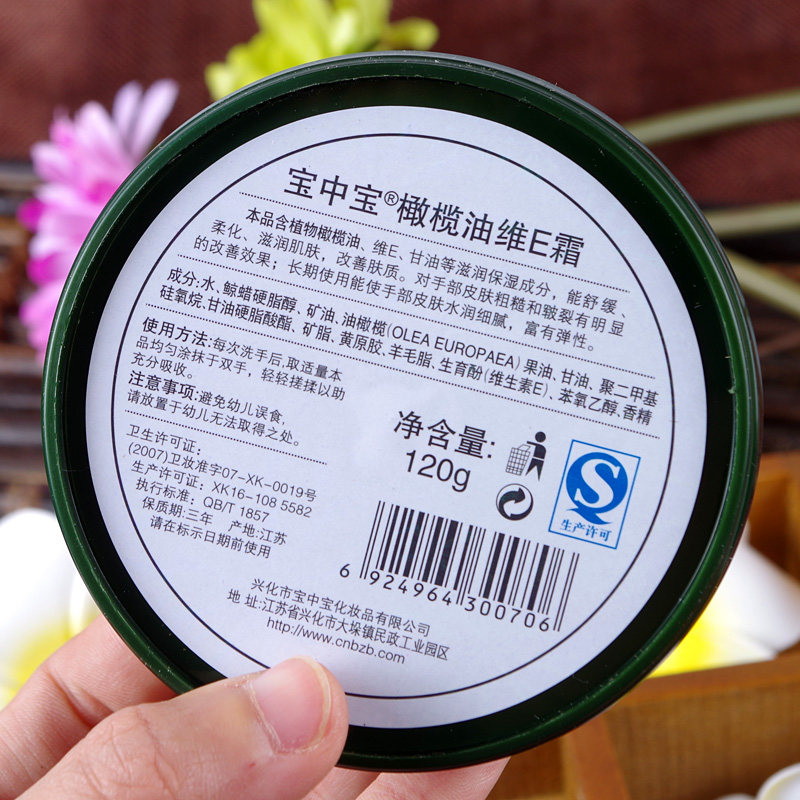 宝中宝®橄榄油维E霜
本品含植物橄榄油、维E、甘油等滋润保湿成分，能舒缓、
柔化、滋润肌肤，改善肤质。对手部皮肤粗糙和皲裂有明显
的改善效果；长期使用能使手部皮肤水润细腻，富有弹性。
成分:水、鲸蜡硬脂醇、矿油、油橄榄(OLEA EUROPAEA)果油、甘油、聚二甲基
硅氧烷、甘油硬脂酸酯、矿脂、黄原胶、羊毛脂、生育酚(维生素E)、苯氧乙醇、香精
使用方法:每次洗手后,取适量本
品均匀涂抹于双手，轻轻搓揉以助
充分吸收。
注意事项:避免幼儿误食，
请放置于幼儿无法取得之处。
卫生许可证:
(2007)卫妆准字07-XK-0019号
生产许可证: XK16-108 5582
执行标准: QB/T 1857
保质期:三年 产地:江苏
请在标示日期前使用
净含量:
120g
生产许可
6 924964 300706
兴化市宝中宝化妆品有限公司
地 址:江苏省兴化市大垛镇民政工业园区
http://www.cnbzb.com